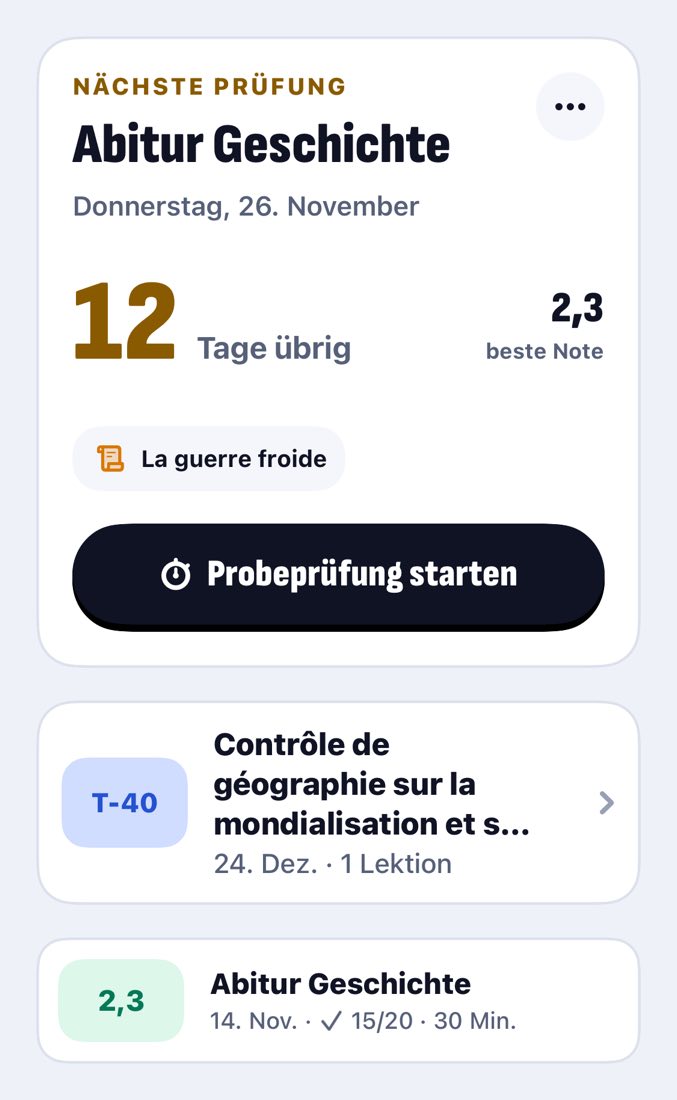 NÄCHSTE PRÜFUNG
Abitur Geschichte
Donnerstag, 26. November
12 Tage übrig
2,3
beste Note
La guerre froide
Probeprüfung starten
T-40
Contrôle de
géographie sur la
mondialisation et s...
24. Dez. · 1 Lektion
2,3
Abitur Geschichte
14. Nov. · ✓ 15/20 · 30 Min.